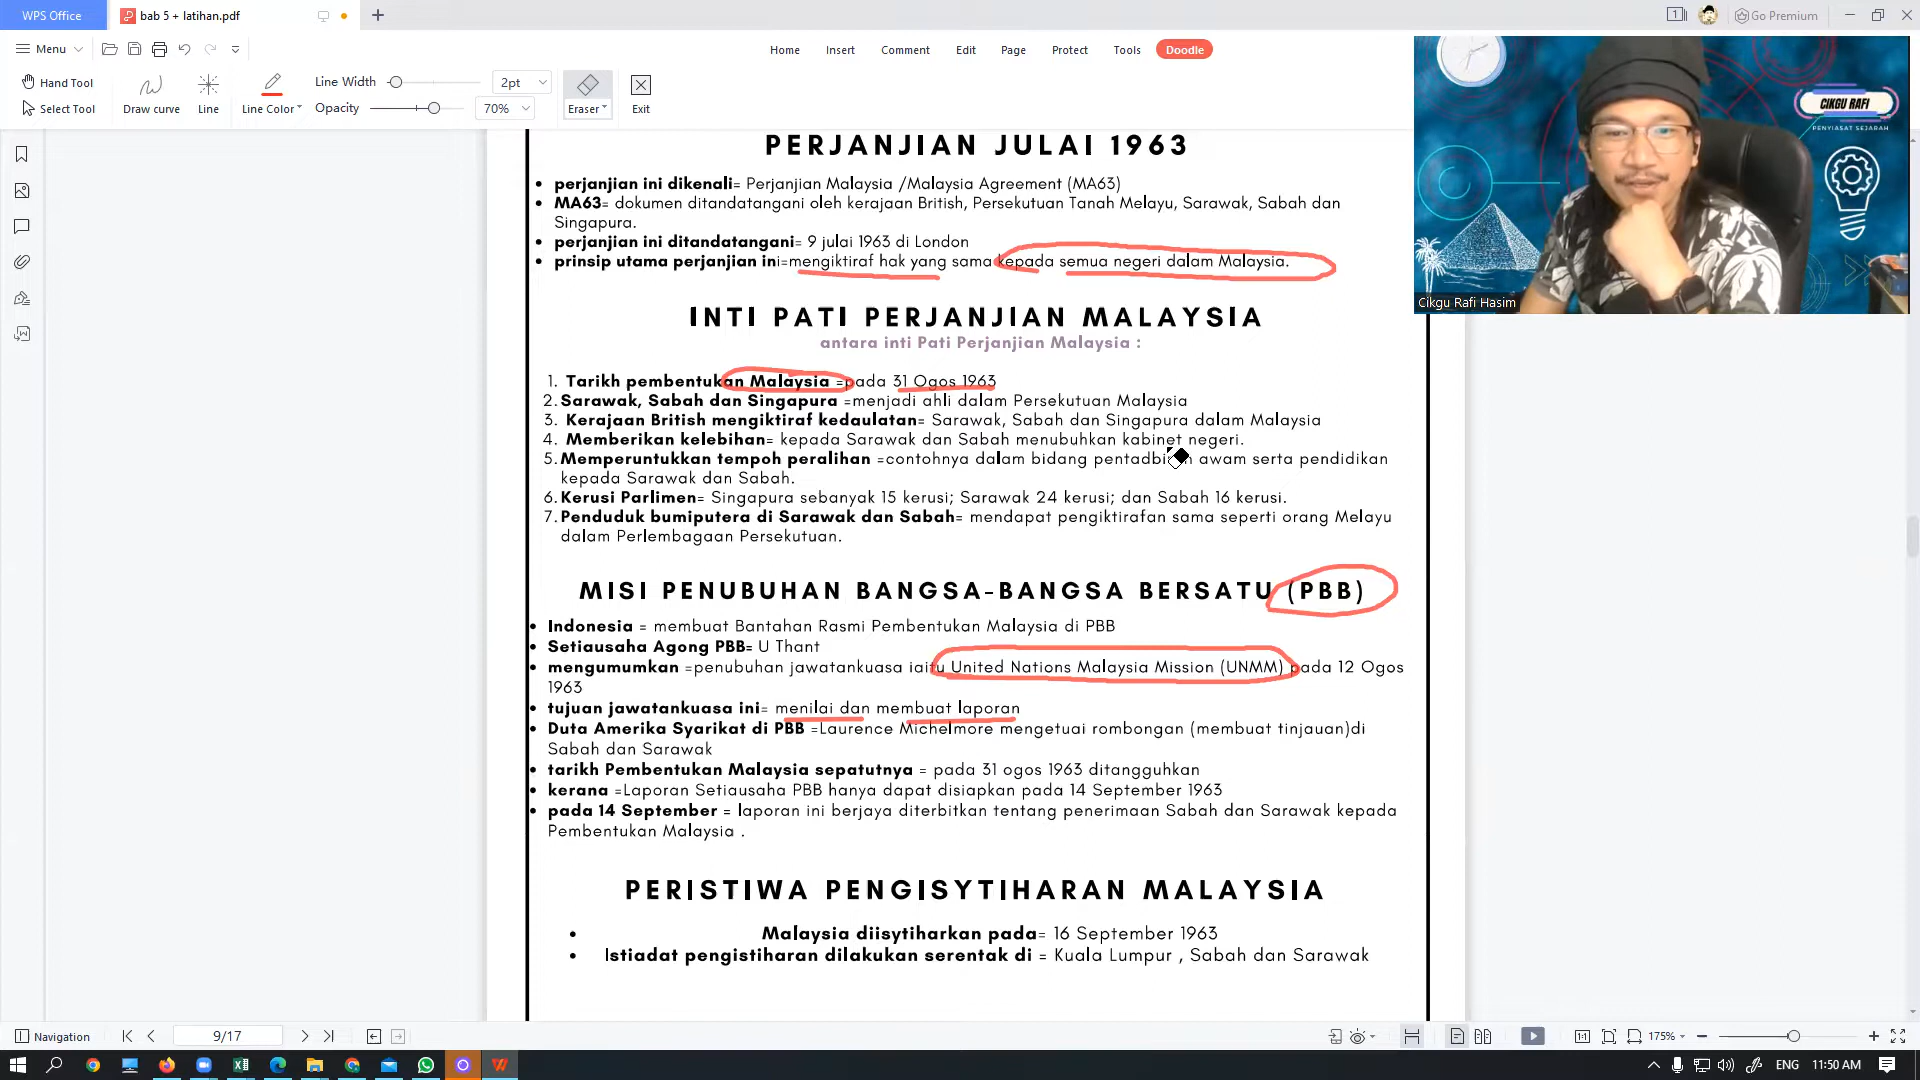 WPS Office
bab 5 + latihan.pdf
1
Go Premium
Menu
Home Insert Comment Edit Page Protect Tools Doodle
Hand Tool
Select Tool
Draw curve
Line
Line Color
Line Width
2pt
Opacity
70%
Eraser
Exit
CIKGU RAFI
PENYIASAT SEJARAH
Cikgu Rafi Hasim
PERJANJIAN JULAI 1963
perjanjian ini dikenali= Perjanjian Malaysia /Malaysia Agreement (MA63)
MA63= dokumen ditandatangani oleh kerajaan British, Persekutuan Tanah Melayu, Sarawak, Sabah dan
Singapura.
perjanjian ini ditandatangani= 9 julai 1963 di London
prinsip utama perjanjian ini=mengiktiraf hak yang sama kepada semua negeri dalam Malaysia.
INTI PATI PERJANJIAN MALAYSIA
antara inti Pati Perjanjian Malaysia :
1. Tarikh pembentukan Malaysia =pada 31 Ogos 1963
2. Sarawak, Sabah dan Singapura =menjadi ahli dalam Persekutuan Malaysia
3. Kerajaan British mengiktiraf kedaulatan= Sarawak, Sabah dan Singapura dalam Malaysia
4. Memberikan kelebihan= kepada Sarawak dan Sabah menubuhkan kabinet negeri.
5. Memperuntukkan tempoh peralihan =contohnya dalam bidang pentadbiran awam serta pendidikan
kepada Sarawak dan Sabah.
6. Kerusi Parlimen= Singapura sebanyak 15 kerusi; Sarawak 24 kerusi; dan Sabah 16 kerusi.
7. Penduduk bumiputera di Sarawak dan Sabah= mendapat pengiktirafan sama seperti orang Melayu
dalam Perlembagaan Persekutuan.
MISI PENUBUHAN BANGSA-BANGSA BERSATU (PBB)
Indonesia = membuat Bantahan Rasmi Pembentukan Malaysia di PBB
Setiausaha Agong PBB= U Thant
mengumumkan =penubuhan jawatankuasa iaitu United Nations Malaysia Mission (UNMM) pada 12 Ogos
1963
tujuan jawatankuasa ini= menilai dan membuat laporan
Duta Amerika Syarikat di PBB =Laurence Michelmore mengetuai rombongan (membuat tinjauan)di
Sabah dan Sarawak
tarikh Pembentukan Malaysia sepatutnya = pada 31 ogos 1963 ditangguhkan
kerana =Laporan Setiausaha PBB hanya dapat disiapkan pada 14 September 1963
pada 14 September = laporan ini berjaya diterbitkan tentang penerimaan Sabah dan Sarawak kepada
Pembentukan Malaysia .
PERISTIWA PENGISYTIHARAN MALAYSIA
Malaysia diisytiharkan pada= 16 September 1963
Istiadat pengistiharan dilakukan serentak di = Kuala Lumpur , Sabah dan Sarawak
Navigation
9/17
175%
ENG
11:50 AM